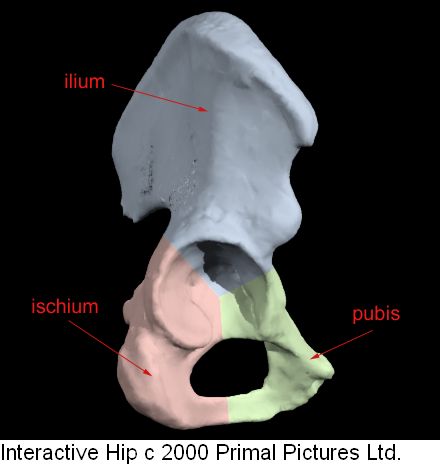 ilium
ischium
pubis
Interactive Hip c 2000 Primal Pictures Ltd.